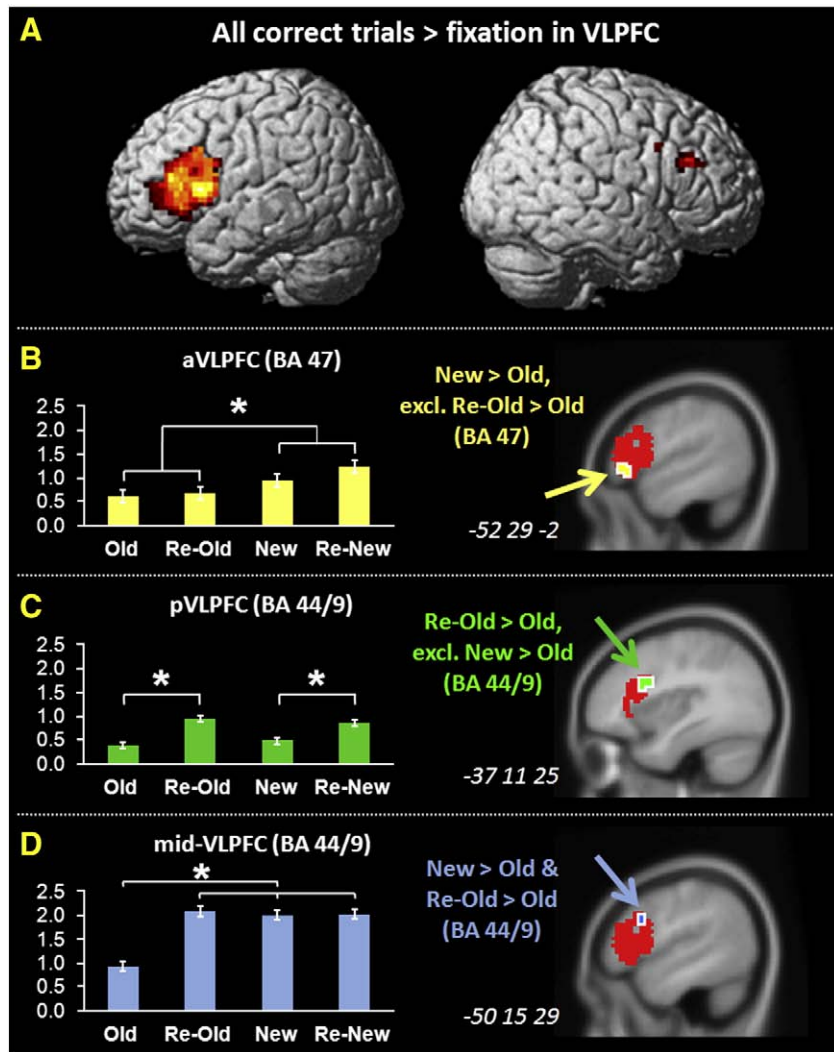 A
All correct trials > fixation in VLPFC
B
aVLPFC (BA 47)
2.5
2.0
1.5
1.0
0.5
0.0
*
Old Re-Old New Re-New
New > Old,
excl. Re-Old > Old
(BA 47)
-52 29 -2
C
pVLPFC (BA 44/9)
2.5
2.0
1.5
1.0
0.5
0.0
* *
Old Re-Old New Re-New
Re-Old > Old,
excl. New > Old
(BA 44/9)
-37 11 25
D
mid-VLPFC (BA 44/9)
2.5
2.0
1.5
1.0
0.5
0.0
*
Old Re-Old New Re-New
New > Old &
Re-Old > Old
(BA 44/9)
-50 15 29